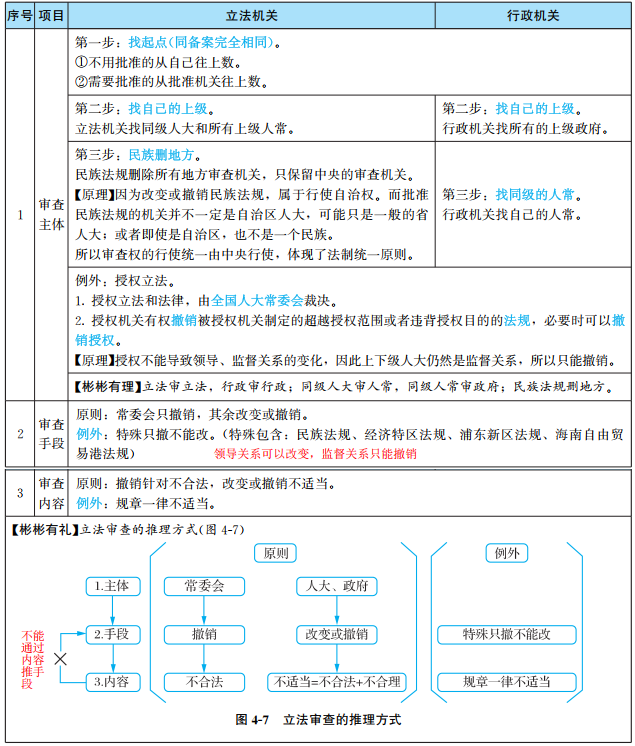 序号 项目 立法机关 行政机关
第一步：找起点(同备案完全相同)。
①不用批准的从自己往上数。
②需要批准的从批准机关往上数。
第二步：找自己的上级。
立法机关找同级人大和所有上级人常。
第二步：找自己的上级。
行政机关找所有的上级政府。
1
审查
主体
第三步：民族删地方。
民族法规删除所有地方审查机关，只保留中央的审查机关。
【原理】因为改变或撤销民族法规，属于行使自治权。而批准
民族法规的机关并不一定是自治区人大，可能只是一般的省
人大；或者即使是自治区，也不是一个民族。
所以审查权的行使统一由中央行使，体现了法制统一原则。
第三步：找同级的人常。
行政机关找自己的人常。
例外：授权立法。
1. 授权立法和法律，由全国人大常委会裁决。
2. 授权机关有权撤销被授权机关制定的超越授权范围或者违背授权目的的法规，必要时可以撤
销授权。
【原理】授权不能导致领导、监督关系的变化，因此上下级人大仍然是监督关系，所以只能撤销。
【彬彬有理】立法审立法，行政审行政；同级人大审人常，同级人常审政府；民族法规删地方。
2
审查
手段
原则：常委会只撤销，其余改变或撤销。
例外：特殊只撤不能改。（特殊包含：民族法规、经济特区法规、浦东新区法规、海南自由贸
易港法规）
领导关系可以改变，监督关系只能撤销
3
审查
内容
原则：撤销针对不合法，改变或撤销不适当。
例外：规章一律不适当。
【彬彬有礼】立法审查的推理方式(图 4-7)
原则
例外
1.主体
常委会
人大、政府
2.手段
撤销
改变或撤销
特殊只撤不能改
不能
通过
内容
推手
段
3.内容
不合法
不适当=不合法+不合理
规章一律不适当
图 4-7 立法审查的推理方式